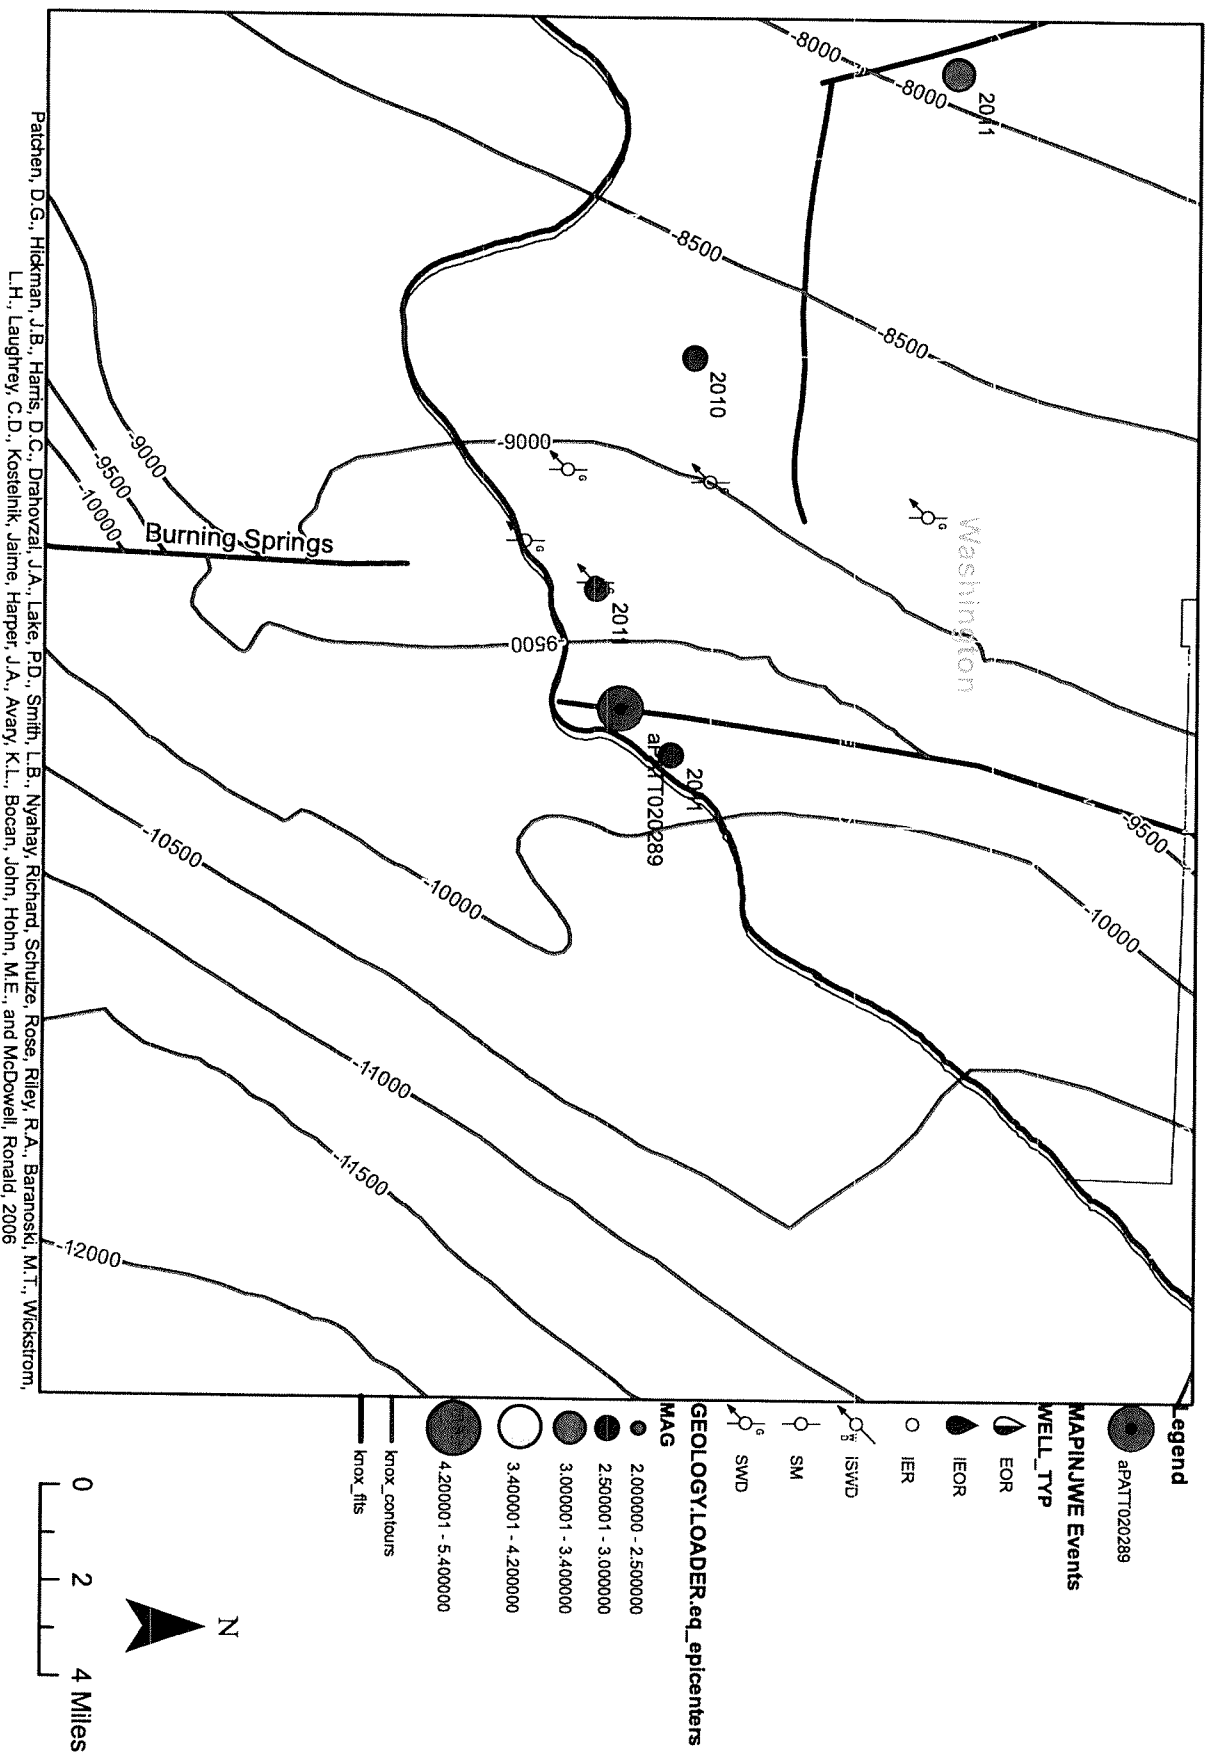 -8000
-8000
2011
-8500
-8500
2010
-9000
G
G
G
G
G
Washington
-9000
-9500
-10000
Burning Springs
2011
-9500
aPATT020289
2011
-9500
-10000
-10000
-10500
-11000
-11500
-12000
Legend
aPATT020289
MAPINJWE Events
WELL_TYP
EOR
IEOR
IER
ISWD
SM
SWD
GEOLOGY.LOADER.eq_epicenters
MAG
2.000000 - 2.500000
2.500001 - 3.000000
3.000001 - 3.400000
3.400001 - 4.200000
4.200001 - 5.400000
knox_contours
knox_flts
N
0 2 4 Miles
Patchen, D.G., Hickman, J.B., Harris, D.C., Drahovzal, J.A., Lake, P.D., Smith, L.B., Nyahay, Richard, Schulze, Rose, Riley, R.A., Baranoski, M.T., Wickstrom,
L.H., Laughrey, C.D., Kostelnik, Jaime, Harper, J.A., Avary, K.L., Bocan, John, Hohn, M.E., and McDowell, Ronald, 2006